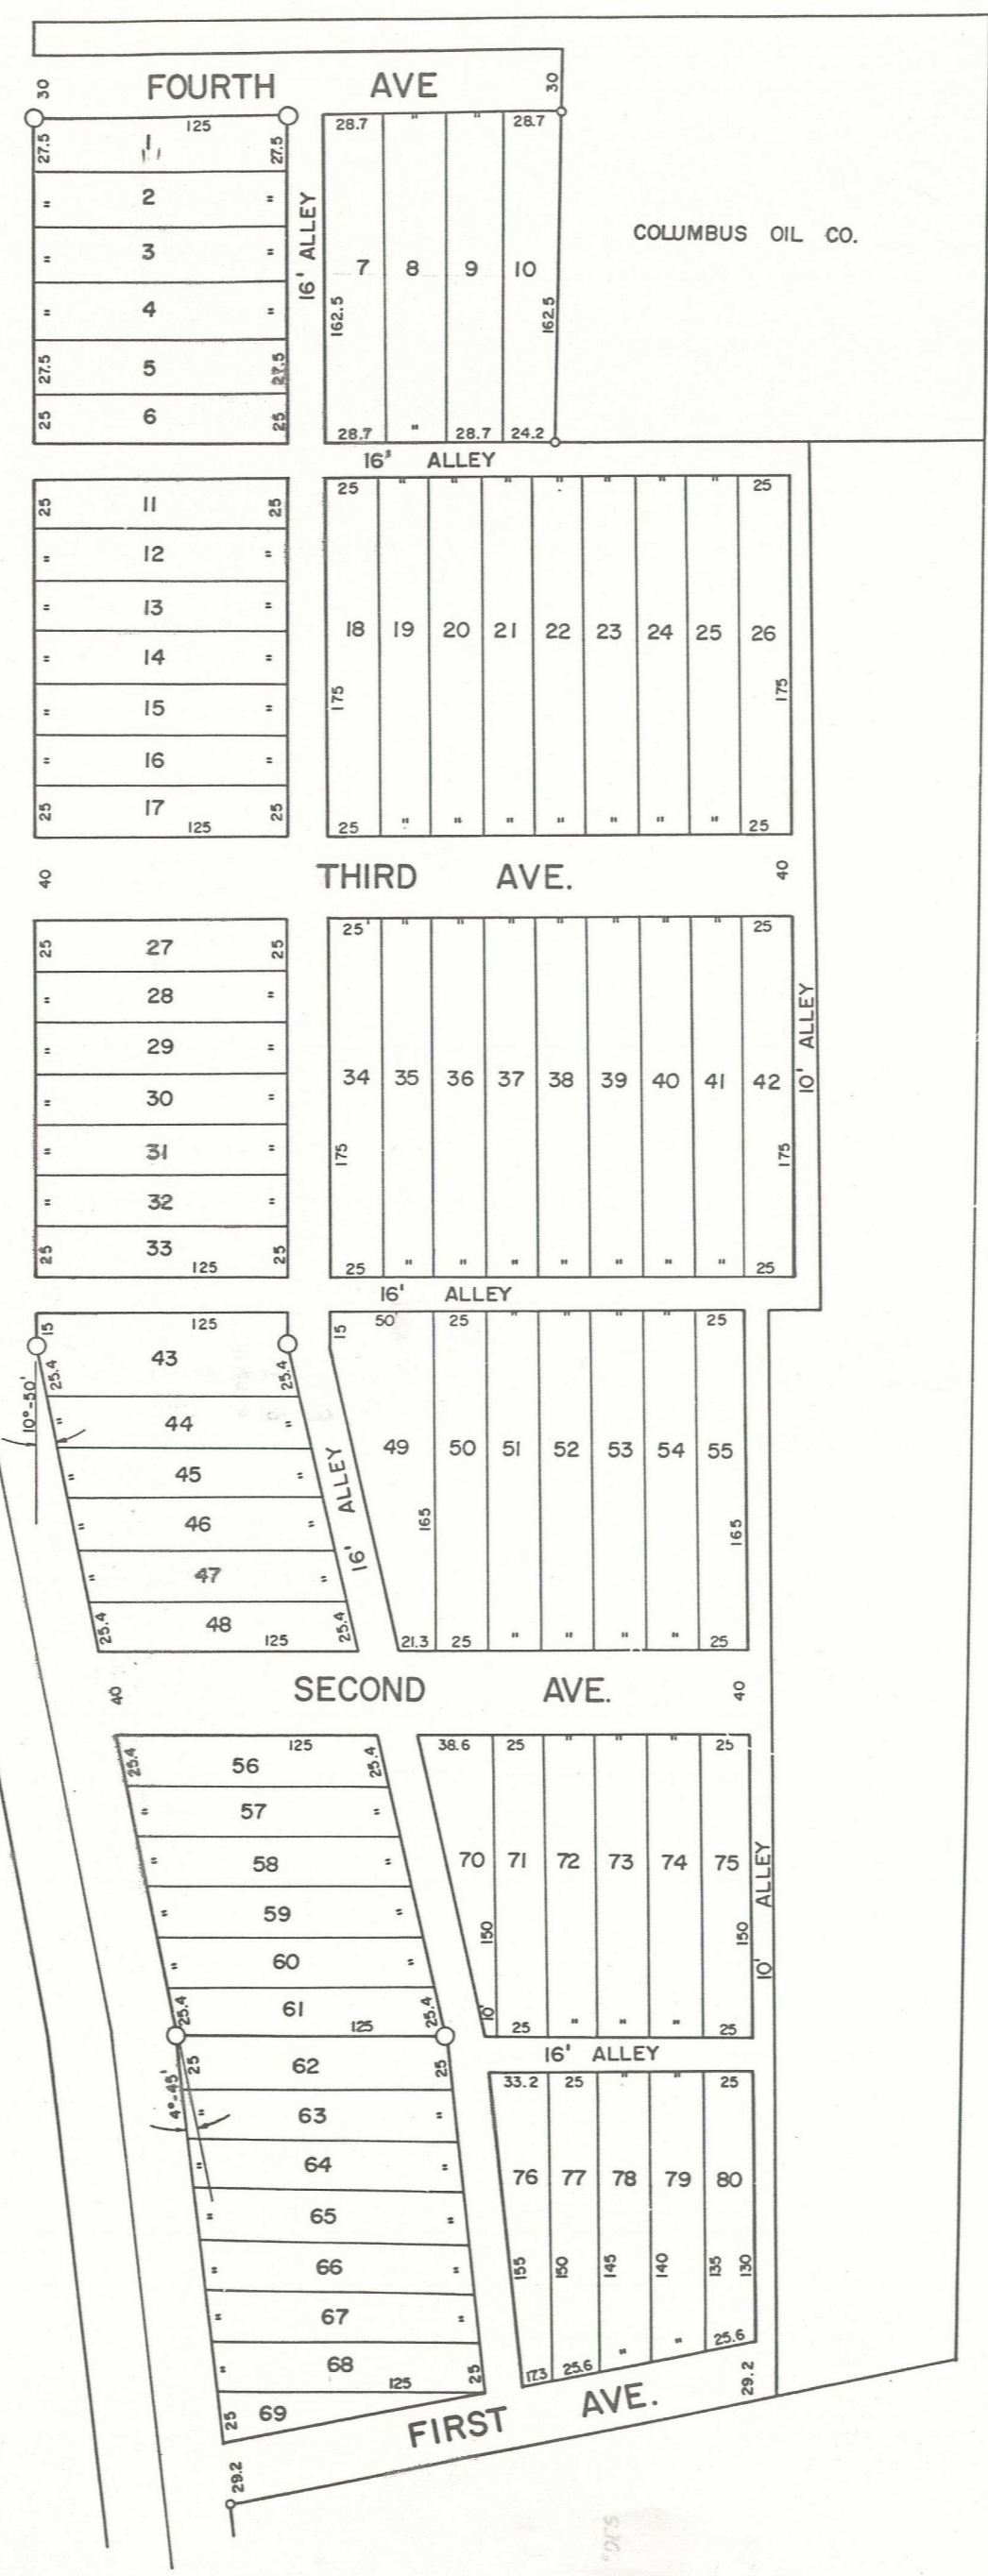 30 FOURTH AVE 30
125
27.5 1 27.5
" 2 "
" 3 "
" 4 "
27.5 5 27.5
25 6 25
16' ALLEY
28.7 " " 28.7
7 8 9 10
162.5 162.5
28.7 " 28.7 24.2
COLUMBUS OIL CO.
16' ALLEY
25 11 25
" 12 "
" 13 "
" 14 "
" 15 "
" 16 "
25 17 25
125
25 " " " " " " " 25
18 19 20 21 22 23 24 25 26
175 175
25 " " " " " " " 25
40 THIRD AVE. 40
25 27 25
" 28 "
" 29 "
" 30 "
" 31 "
" 32 "
25 33 25
125
25' " " " " " " " 25
34 35 36 37 38 39 40 41 42
175 175
25 " " " " " " " 25
10' ALLEY
16' ALLEY
125
15
25.4 43 25.4
10°-50'
" 44 "
" 45 "
" 46 "
" 47 "
25.4 48 25.4
125
16' ALLEY
15 50' 25 " " " " 25
49 50 51 52 53 54 55
165 165
21.3 25 " " " " 25
40 SECOND AVE. 40
125
25.4 56 25.4
" 57 "
" 58 "
" 59 "
" 60 "
25.4 61 25.4
125
38.6 25 " " " 25
70 71 72 73 74 75
150 150
10' 25 " " " 25
10' ALLEY
16' ALLEY
25 62 25
4°-45'
" 63 "
" 64 "
" 65 "
" 66 "
" 67 "
" 68 25
125
25 69
33.2 25 " " 25
76 77 78 79 80
155 150 145 140 135 130
17.3 25.6 " " 25.6
29.2 FIRST AVE. 29.2